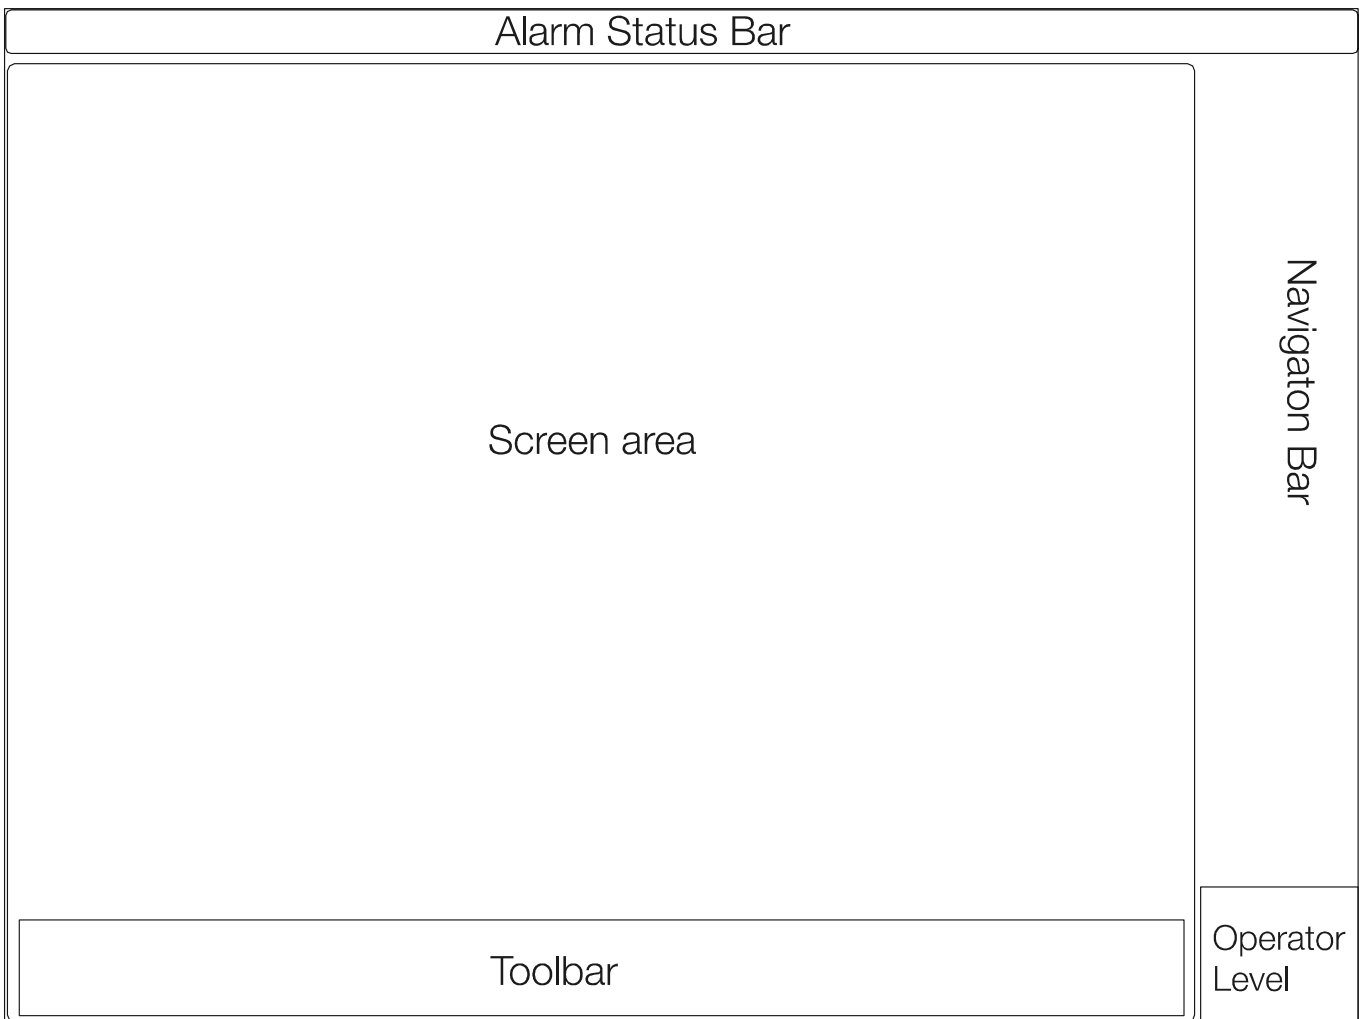 Alarm Status Bar
Screen area
Navigaton Bar
Toolbar
Operator
Level